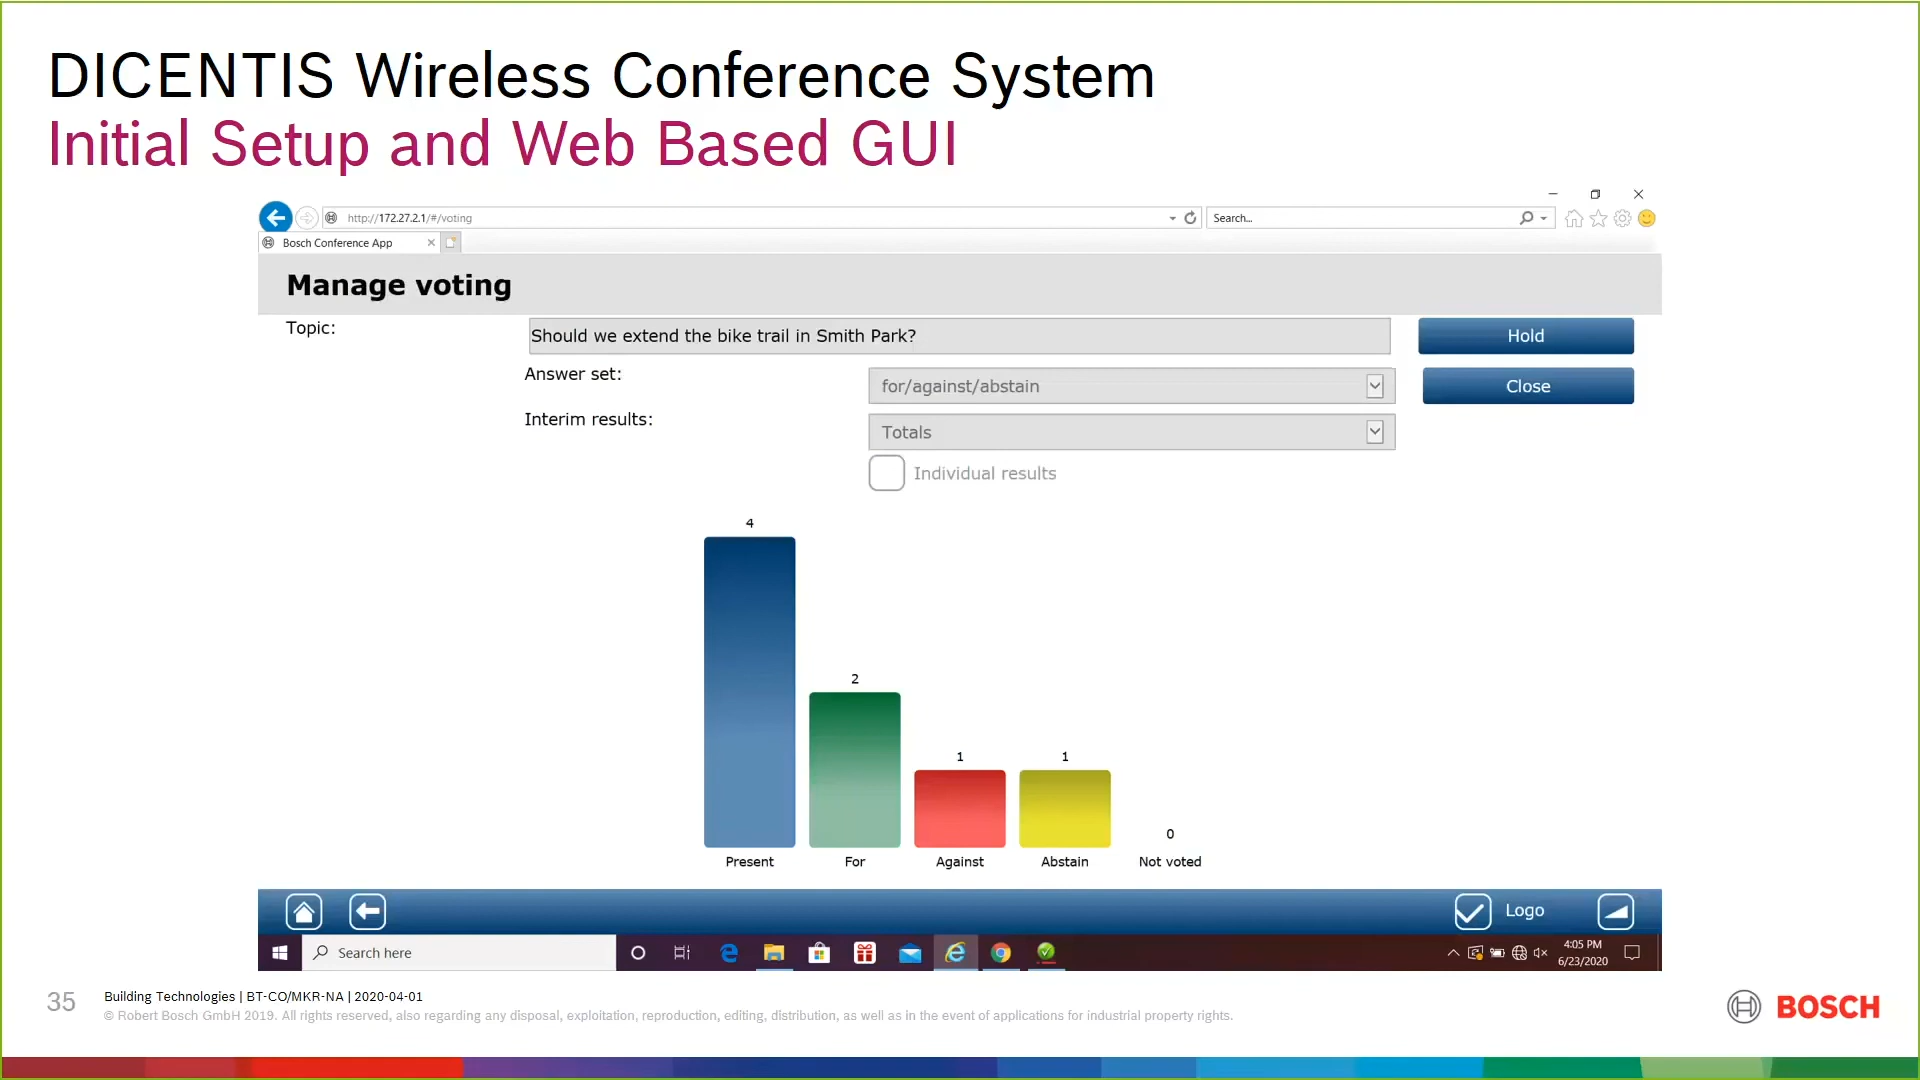 DICENTIS Wireless Conference System
Initial Setup and Web Based GUI
http://172.27.2.1/#/voting
Search...
Bosch Conference App
Manage voting
Topic:
Should we extend the bike trail in Smith Park?
Hold
Answer set:
for/against/abstain
Close
Interim results:
Totals
Individual results
4
2
1
1
0
Present
For
Against
Abstain
Not voted
Logo
Search here
4:05 PM
6/23/2020
35
Building Technologies | BT-CO/MKR-NA | 2020-04-01
© Robert Bosch GmbH 2019. All rights reserved, also regarding any disposal, exploitation, reproduction, editing, distribution, as well as in the event of applications for industrial property rights.
BOSCH